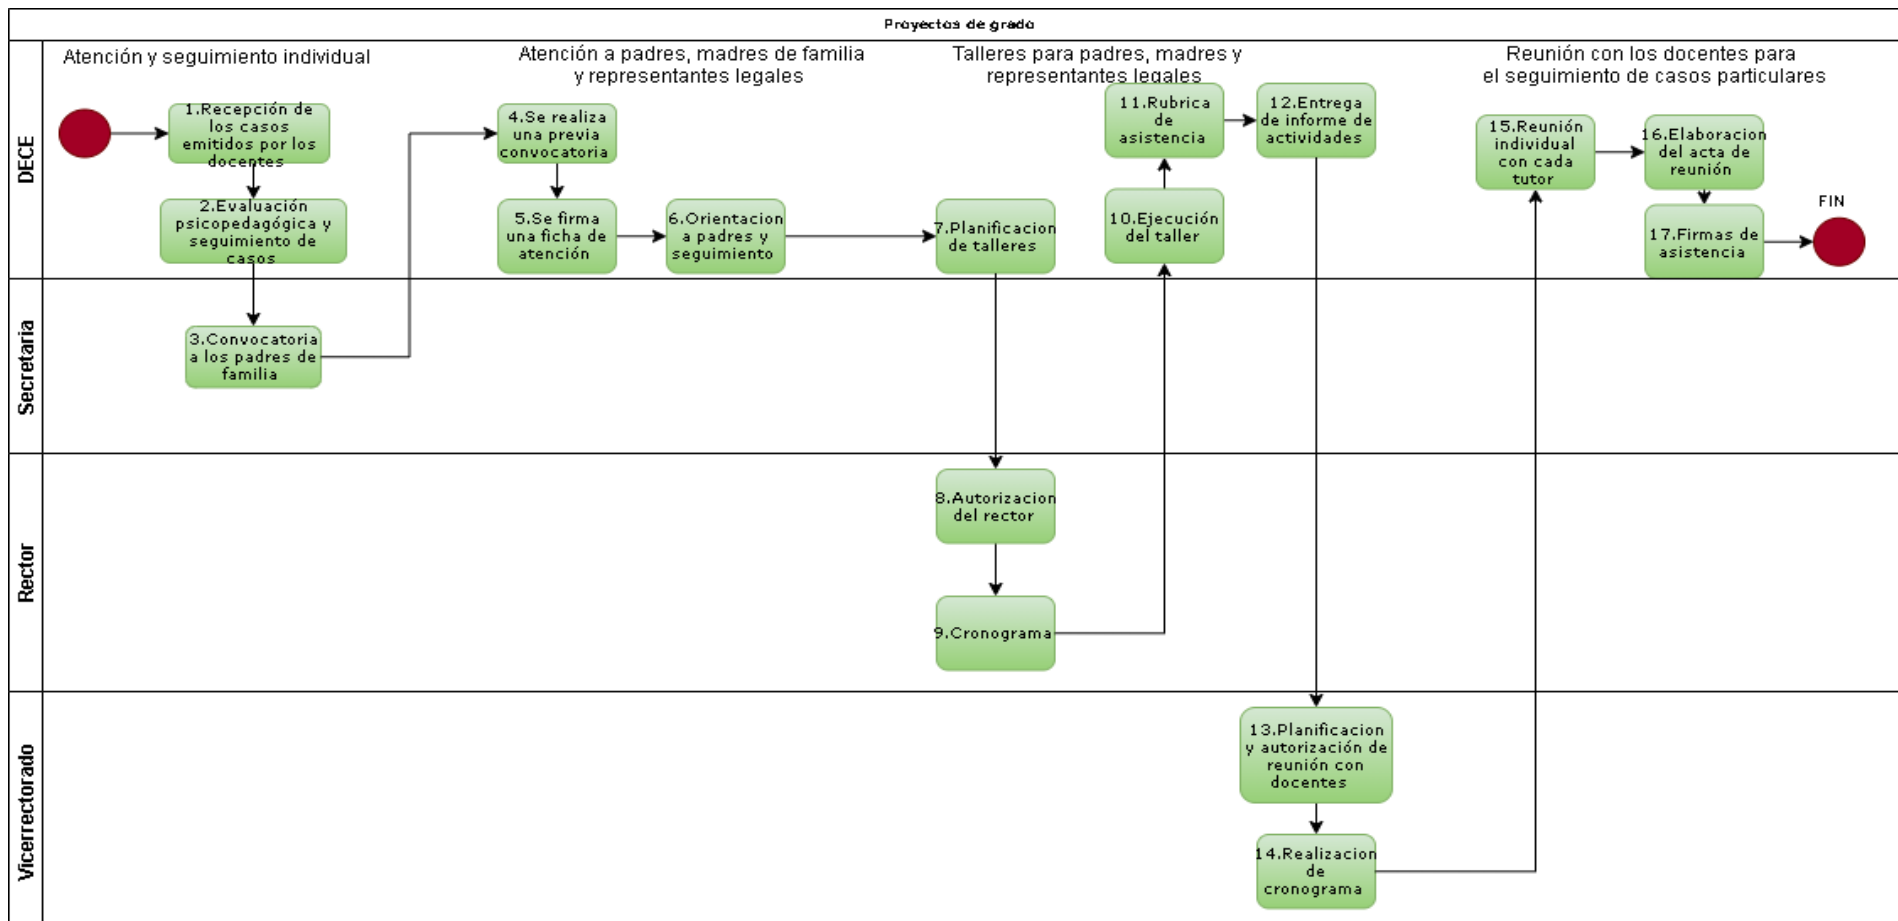 Proyectos de grado
DECE
Atención y seguimiento individual
1.Recepción de
los casos
emitidos por los
docentes
2.Evaluación
psicopedagógica y
seguimiento de
casos
Atención a padres, madres de familia
y representantes legales
4.Se realiza
una previa
convocatoria
5.Se firma
una ficha de
atención
6.Orientacion
a padres y
seguimiento
Talleres para padres, madres y
representantes legales
7.Planificacion
de talleres
11.Rubrica
de
asistencia
10.Ejecución
del taller
12.Entrega
de informe de
actividades
Reunión con los docentes para
el seguimiento de casos particulares
15.Reunión
individual
con cada
tutor
16.Elaboracion
del acta de
reunión
17.Firmas de
asistencia
FIN
Secretaria
3.Convocatoria
a los padres de
familia
Rector
8.Autorizacion
del rector
9.Cronograma
Vicerrectorado
13.Planificacion
y autorización de
reunión con
docentes
14.Realizacion
de
cronograma